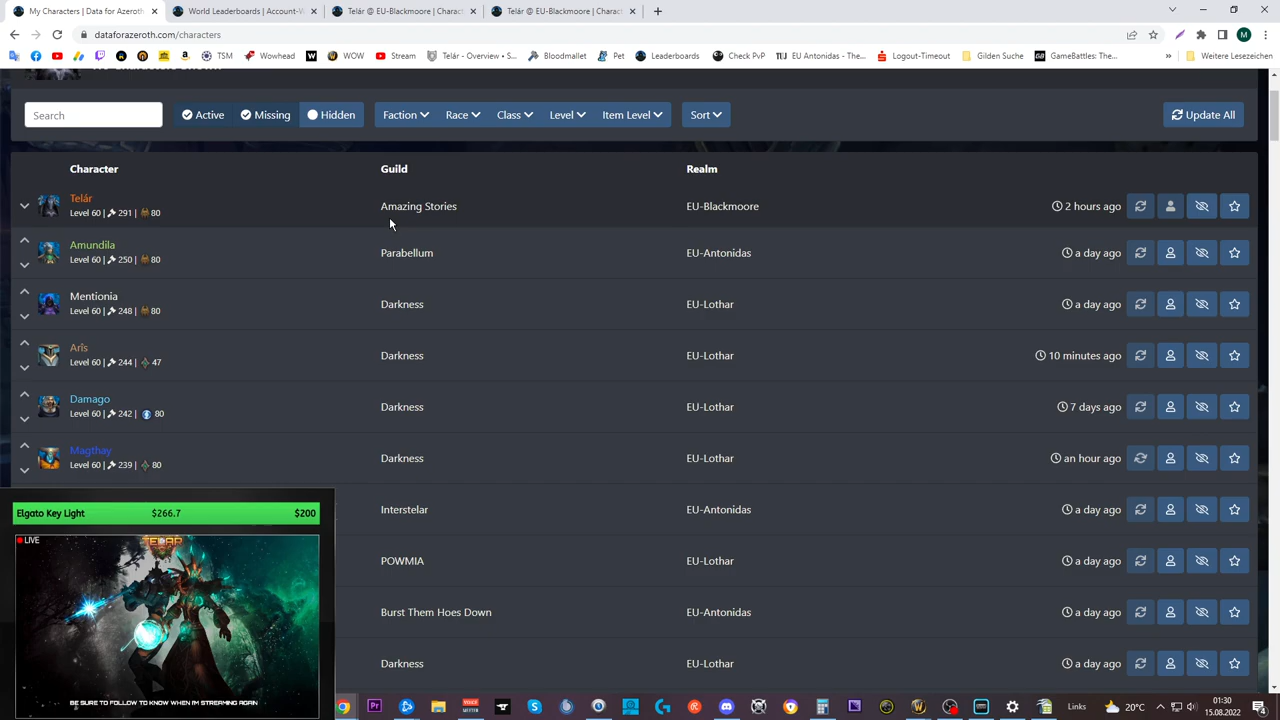 My Characters | Data for Azeroth
World Leaderboards | Account-W
Telár @ EU-Blackmoore | Charact
Telár @ EU-Blackmoore | Charact
dataforazeroth.com/characters
TSM
Wowhead
WOW
Stream
Telár - Overview • S...
Bloodmallet
Pet
Leaderboards
Check PvP
EU Antonidas - The...
Logout-Timeout
Gilden Suche
GameBattles: The...
Weitere Lesezeichen
Search
Active
Missing
Hidden
Faction
Race
Class
Level
Item Level
Sort
Update All
Character Guild Realm
Telár
Level 60 | 291 | 80
Amazing Stories
EU-Blackmoore
2 hours ago
Amundila
Level 60 | 250 | 80
Parabellum
EU-Antonidas
a day ago
Mentionia
Level 60 | 248 | 80
Darkness
EU-Lothar
a day ago
Arîs
Level 60 | 244 | 47
Darkness
EU-Lothar
10 minutes ago
Damago
Level 60 | 242 | 80
Darkness
EU-Lothar
7 days ago
Magthay
Level 60 | 239 | 80
Darkness
EU-Lothar
an hour ago
Interstelar
EU-Antonidas
a day ago
POWMIA
EU-Lothar
a day ago
Burst Them Hoes Down
EU-Antonidas
a day ago
Darkness
EU-Lothar
a day ago
Elgato Key Light $266.7 $200
LIVE
TELAR
BE SURE TO FOLLOW TO KNOW WHEN I'M STREAMING AGAIN
Links
20°C
01:30
15.08.2022